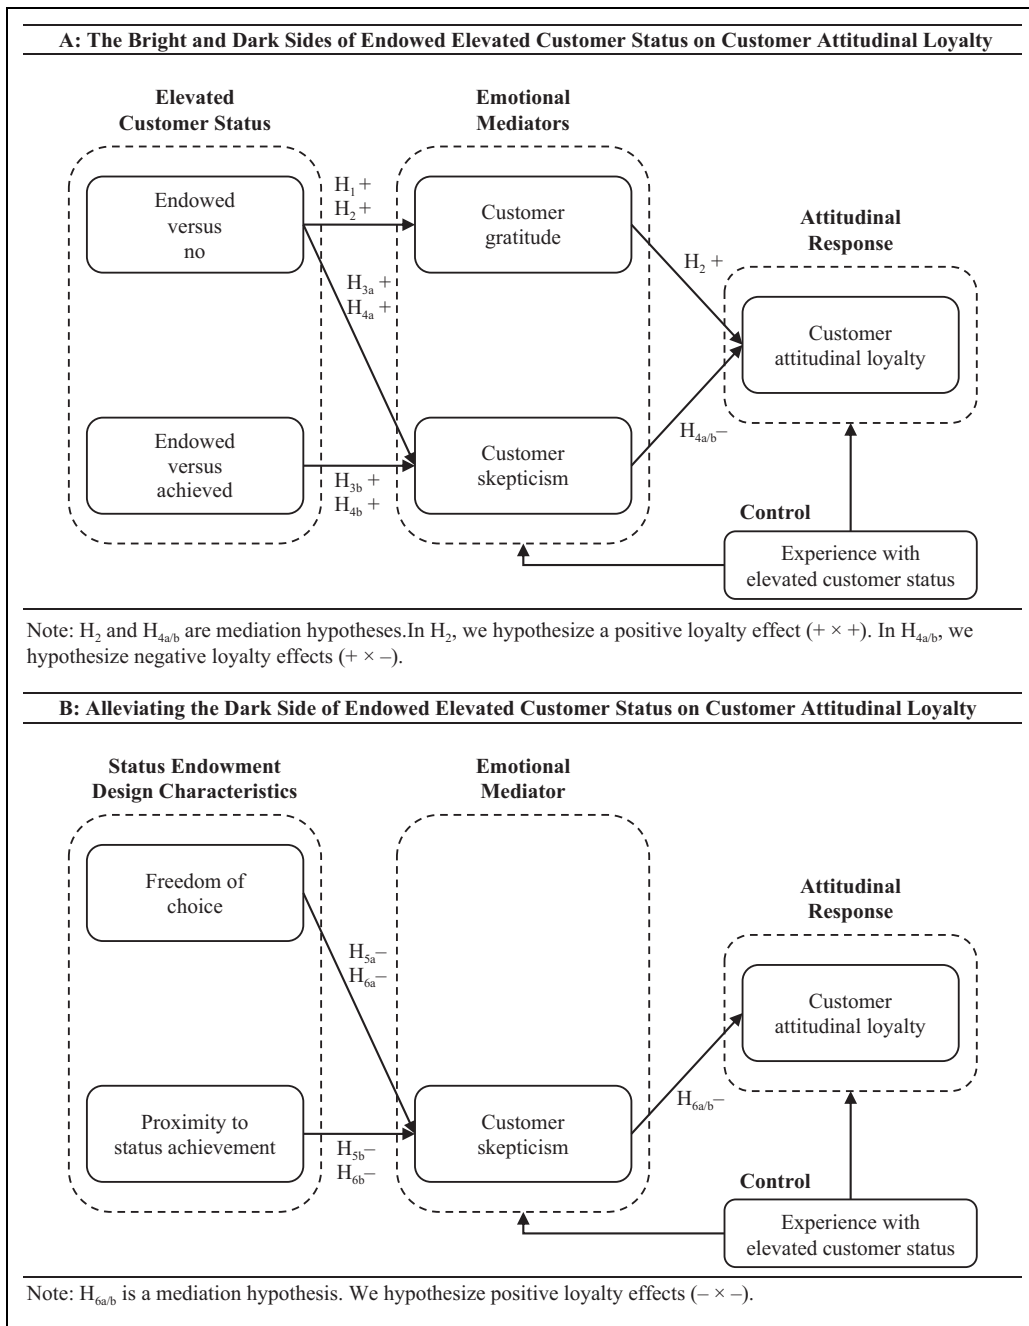 A: The Bright and Dark Sides of Endowed Elevated Customer Status on Customer Attitudinal Loyalty
Elevated
Customer Status
Emotional
Mediators
Attitudinal
Response
Endowed
versus
no
H1 +
H2 +
Customer
gratitude
H2 +
H3a +
H4a +
Customer
attitudinal loyalty
Endowed
versus
achieved
H3b +
H4b +
Customer
skepticism
H4a/b–
Control
Experience with
elevated customer status
Note: H2 and H4a/b are mediation hypotheses.In H2, we hypothesize a positive loyalty effect (+ × +). In H4a/b, we
hypothesize negative loyalty effects (+ × –).
B: Alleviating the Dark Side of Endowed Elevated Customer Status on Customer Attitudinal Loyalty
Status Endowment
Design Characteristics
Emotional
Mediator
Attitudinal
Response
Freedom of
choice
H5a–
H6a–
Customer
attitudinal loyalty
Proximity to
status achievement
H5b–
H6b–
Customer
skepticism
H6a/b–
Control
Experience with
elevated customer status
Note: H6a/b is a mediation hypothesis. We hypothesize positive loyalty effects (– × –).